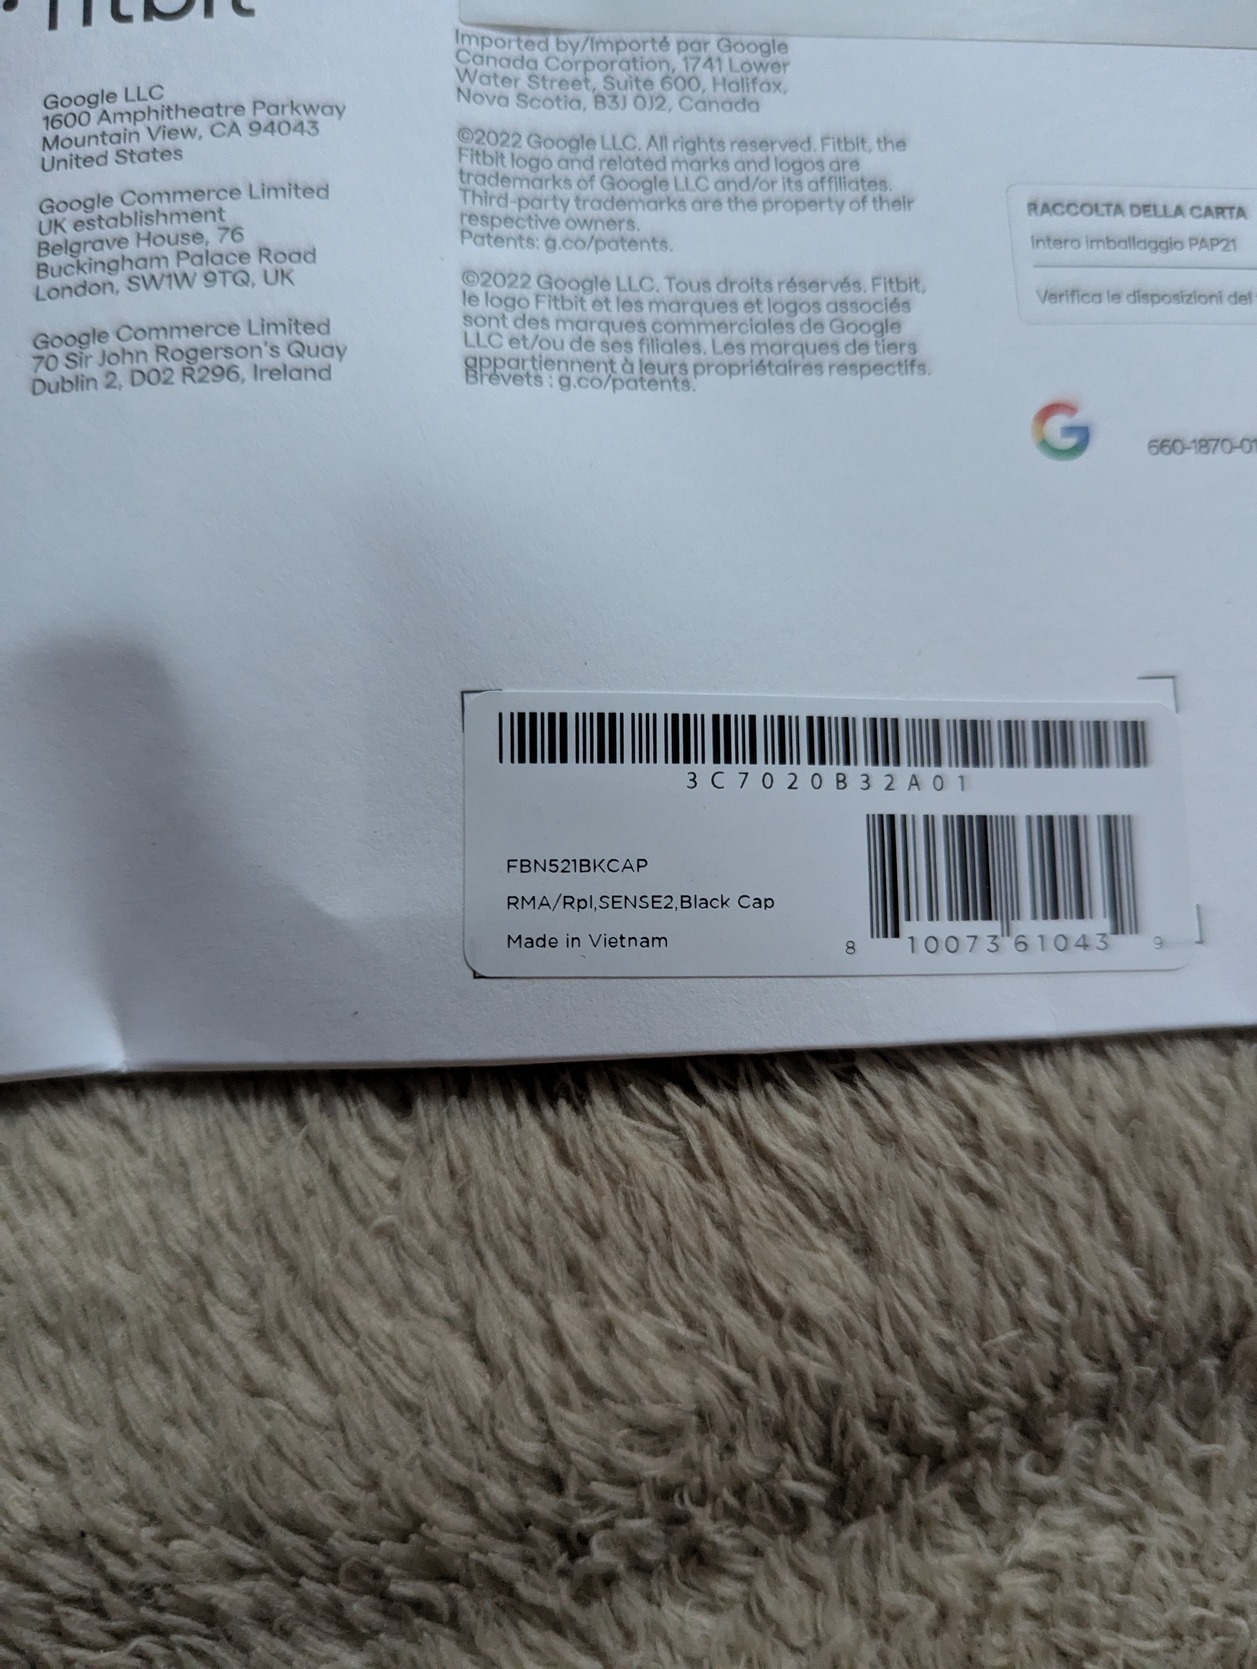 fitbit
Google LLC
1600 Amphitheatre Parkway
Mountain View, CA 94043
United States
Google Commerce Limited
UK establishment
Belgrave House, 76
Buckingham Palace Road
London, SW1W 9TQ, UK
Google Commerce Limited
70 Sir John Rogerson's Quay
Dublin 2, D02 R296, Ireland
Imported by/Importé par Google
Canada Corporation, 1741 Lower
Water Street, Suite 600, Halifax,
Nova Scotia, B3J 0J2, Canada
©2022 Google LLC. All rights reserved. Fitbit, the
Fitbit logo and related marks and logos are
trademarks of Google LLC and/or its affiliates.
Third-party trademarks are the property of their
respective owners.
Patents: g.co/patents.
©2022 Google LLC. Tous droits réservés. Fitbit,
le logo Fitbit et les marques et logos associés
sont des marques commerciales de Google
LLC et/ou de ses filiales. Les marques de tiers
appartiennent à leurs propriétaires respectifs.
Brevets : g.co/patents.
RACCOLTA DELLA CARTA
Intero imballaggio PAP21
Verifica le disposizioni del
G
660-1870-01
3C7020B32A01
FBN521BKCAP
RMA/Rpl,SENSE2,Black Cap
Made in Vietnam
8 10073 61043 9